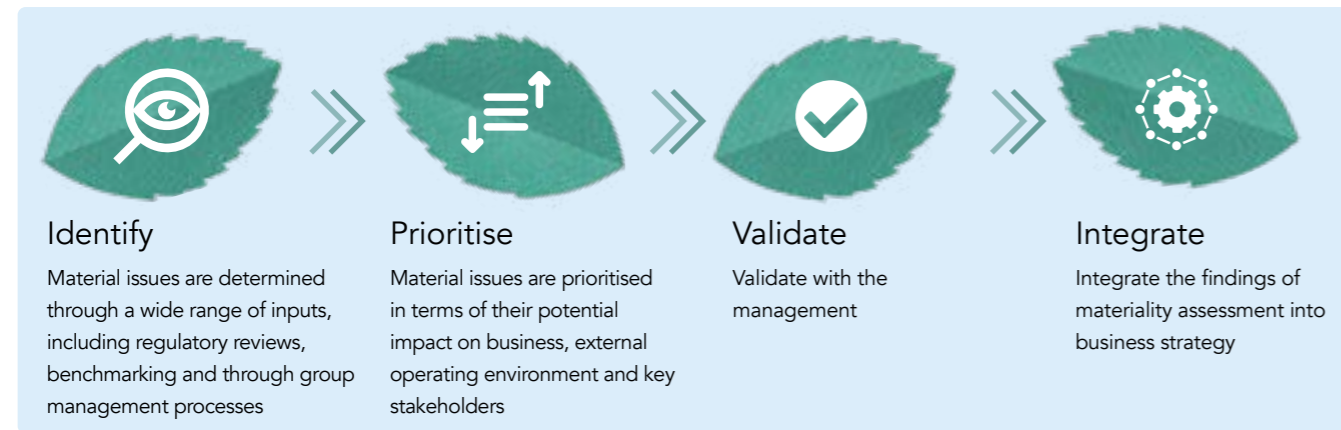 Identify
Material issues are determined
through a wide range of inputs,
including regulatory reviews,
benchmarking and through group
management processes
Prioritise
Material issues are prioritised
in terms of their potential
impact on business, external
operating environment and key
stakeholders
Validate
Validate with the
management
Integrate
Integrate the findings of
materiality assessment into
business strategy